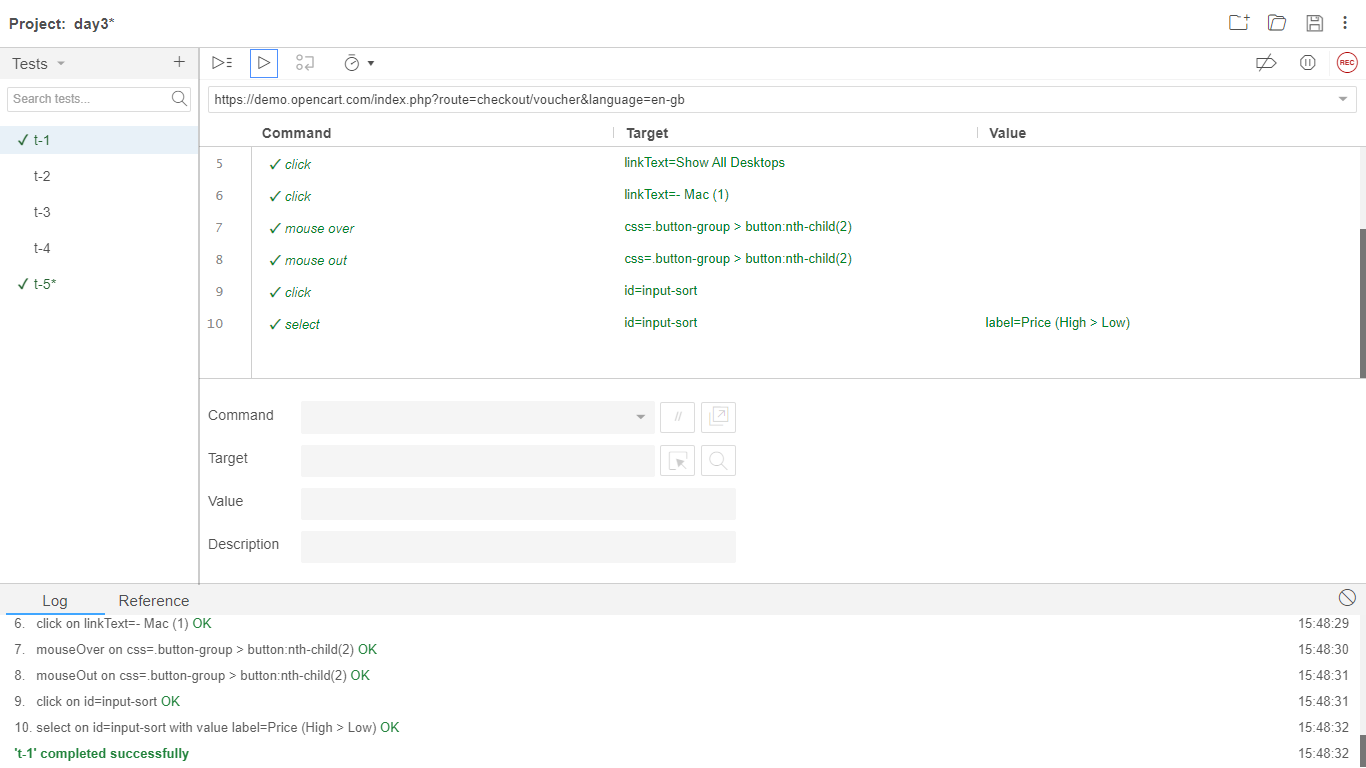 Project: day3*
Tests
Search tests...
✓ t-1
t-2
t-3
t-4
✓ t-5*
REC
https://demo.opencart.com/index.php?route=checkout/voucher&language=en-gb
Command Target Value
5 ✓ click linkText=Show All Desktops
6 ✓ click linkText=- Mac (1)
7 ✓ mouse over css=.button-group > button:nth-child(2)
8 ✓ mouse out css=.button-group > button:nth-child(2)
9 ✓ click id=input-sort
10 ✓ select id=input-sort label=Price (High > Low)
Command //
Target
Value
Description
Log Reference
6. click on linkText=- Mac (1) OK 15:48:29
7. mouseOver on css=.button-group > button:nth-child(2) OK 15:48:30
8. mouseOut on css=.button-group > button:nth-child(2) OK 15:48:31
9. click on id=input-sort OK 15:48:31
10. select on id=input-sort with value label=Price (High > Low) OK 15:48:32
't-1' completed successfully 15:48:32